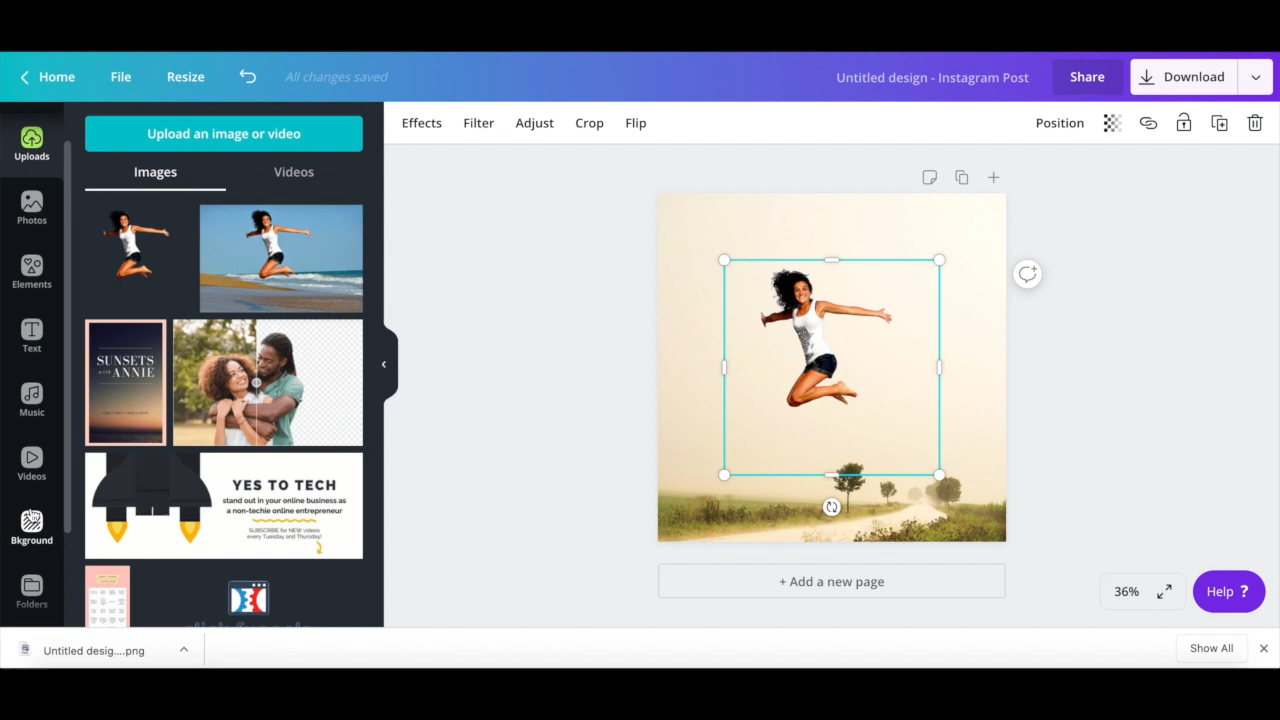 Home
File
Resize
All changes saved
Untitled design - Instagram Post
Share
Download
Effects
Filter
Adjust
Crop
Flip
Position
Uploads
Photos
Elements
Text
Music
Videos
Bkground
Folders
Upload an image or video
Images
Videos
SUNSETS
with ANNIE
YES TO TECH
stand out in your online business as
a non-techie online entrepreneur
SUBSCRIBE for NEW videos
every Tuesday and Thursday!
+ Add a new page
36%
Help ?
Untitled desig....png
Show All